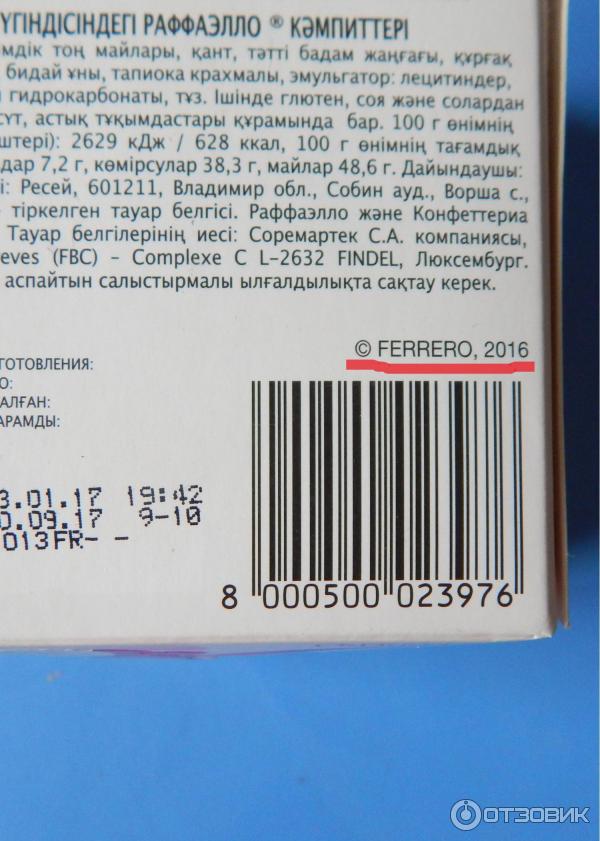 ҮГІНДІСІНДЕГІ РАФФАЭЛЛО ® КӘМПИТТЕРІ
мдік тоң майлары, қант, тәтті бадам жаңғағы, құрғақ
бидай ұны, тапиока крахмалы, эмульгатор: лецитиндер,
гидрокарбонаты, тұз. Ішінде глютен, соя және солардан
сүт, астық тұқымдастары құрамында бар. 100 г өнімнің
штері): 2629 кДж / 628 ккал, 100 г өнімнің тағамдық
дар 7,2 г, көмірсулар 38,3 г, майлар 48,6 г. Дайындаушы:
і: Ресей, 601211, Владимир обл., Собин ауд., Ворша с.,
– тіркелген тауар белгісі. Раффаэлло және Конфеттериа
Тауар белгілерінің иесі: Соремартек С.А. компаниясы,
eves (FBC) – Complexe C L-2632 FINDEL, Люксембург.
аспайтын салыстырмалы ылғалдылықта сақтау керек.
© FERRERO, 2016
ГОТОВЛЕНИЯ:
О:
АЛҒАН:
АРАМДЫ:
3.01.17 19:42
0.09.17 9-10
013FR- -
8 000500 023976
ОТЗОВИК